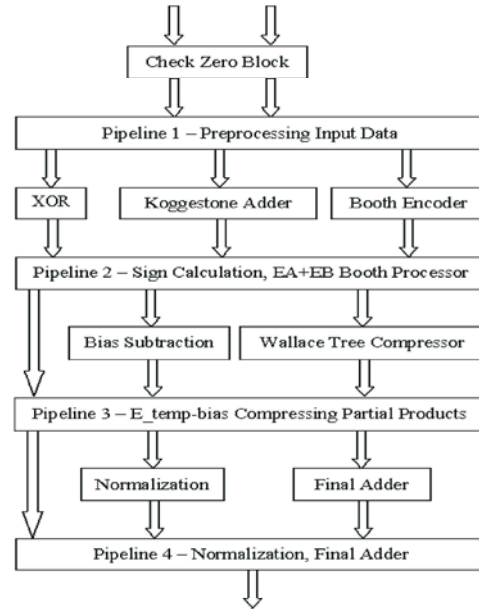 Check Zero Block
Pipeline 1 – Preprocessing Input Data
XOR
Koggestone Adder
Booth Encoder
Pipeline 2 – Sign Calculation, EA+EB Booth Processor
Bias Subtraction
Wallace Tree Compressor
Pipeline 3 – E_temp-bias Compressing Partial Products
Normalization
Final Adder
Pipeline 4 – Normalization, Final Adder